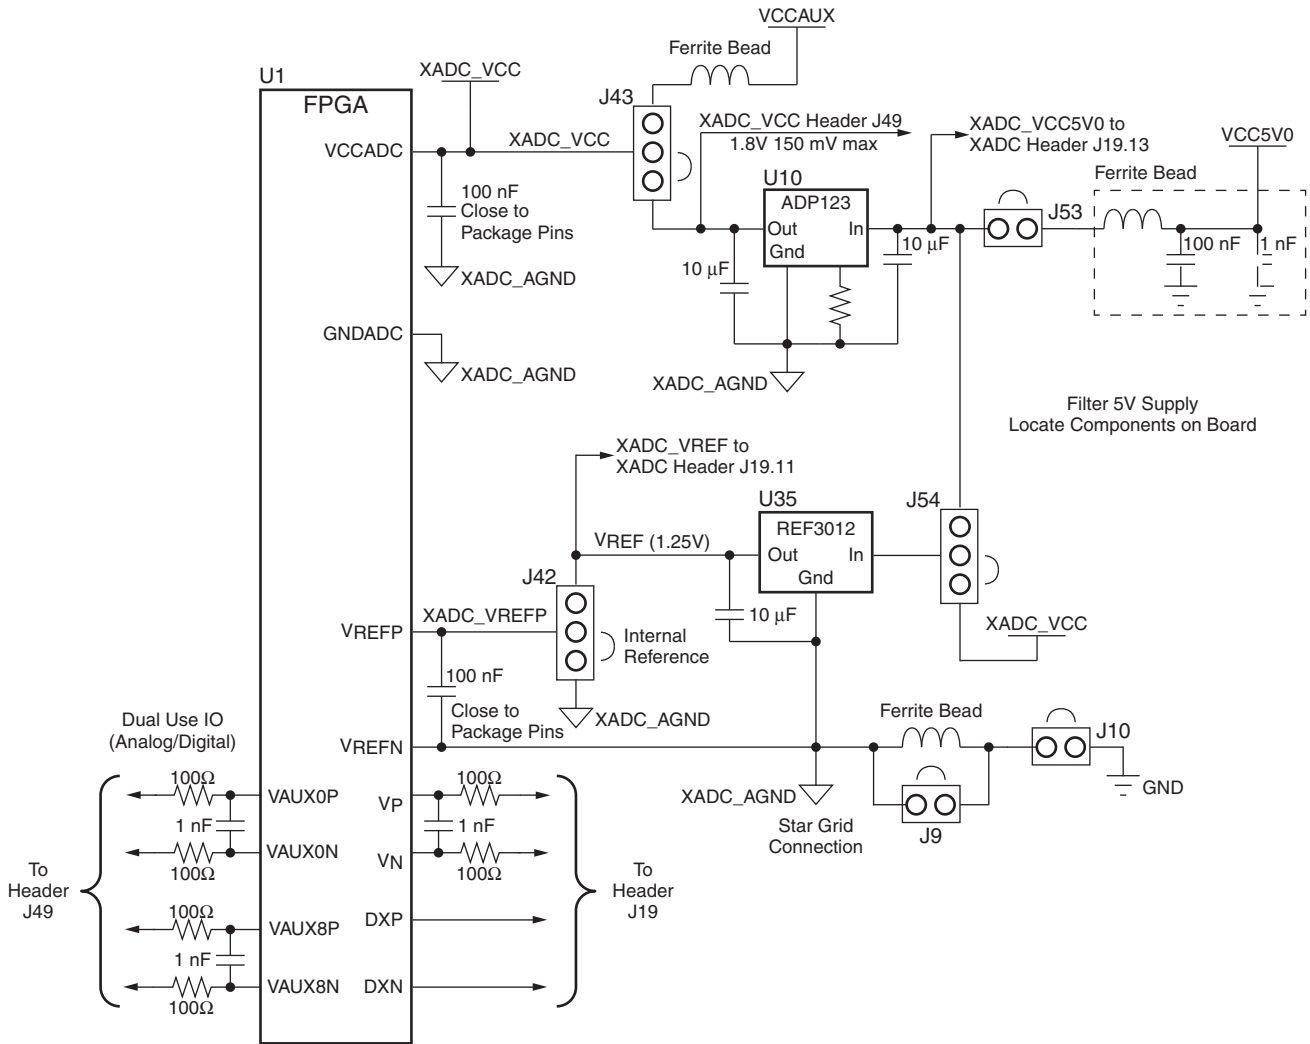 VCCAUX
Ferrite Bead
XADC_VCC
U1
FPGA
J43
XADC_VCC Header J49
1.8V 150 mV max
XADC_VCC5V0 to
XADC Header J19.13
VCC5V0
VCCADC
XADC_VCC
U10
ADP123
Ferrite Bead
100 nF
Close to
Package Pins
Out
In
Gnd
J53
10 µF
10 µF
100 nF
1 nF
XADC_AGND
GNDADC
XADC_AGND
XADC_AGND
Filter 5V Supply
Locate Components on Board
XADC_VREF to
XADC Header J19.11
U35
REF3012
J54
VREF (1.25V)
Out
In
Gnd
J42
XADC_VREFP
10 µF
XADC_VCC
VREFP
Internal
Reference
100 nF
Close to
Package Pins
XADC_AGND
Ferrite Bead
J10
Dual Use IO
(Analog/Digital)
VREFN
GND
XADC_AGND
Star Grid
Connection
J9
100Ω
VAUX0P
VP
100Ω
1 nF
1 nF
VAUX0N
VN
100Ω
100Ω
To
Header
J49
To
Header
J19
100Ω
VAUX8P
DXP
1 nF
VAUX8N
DXN
100Ω